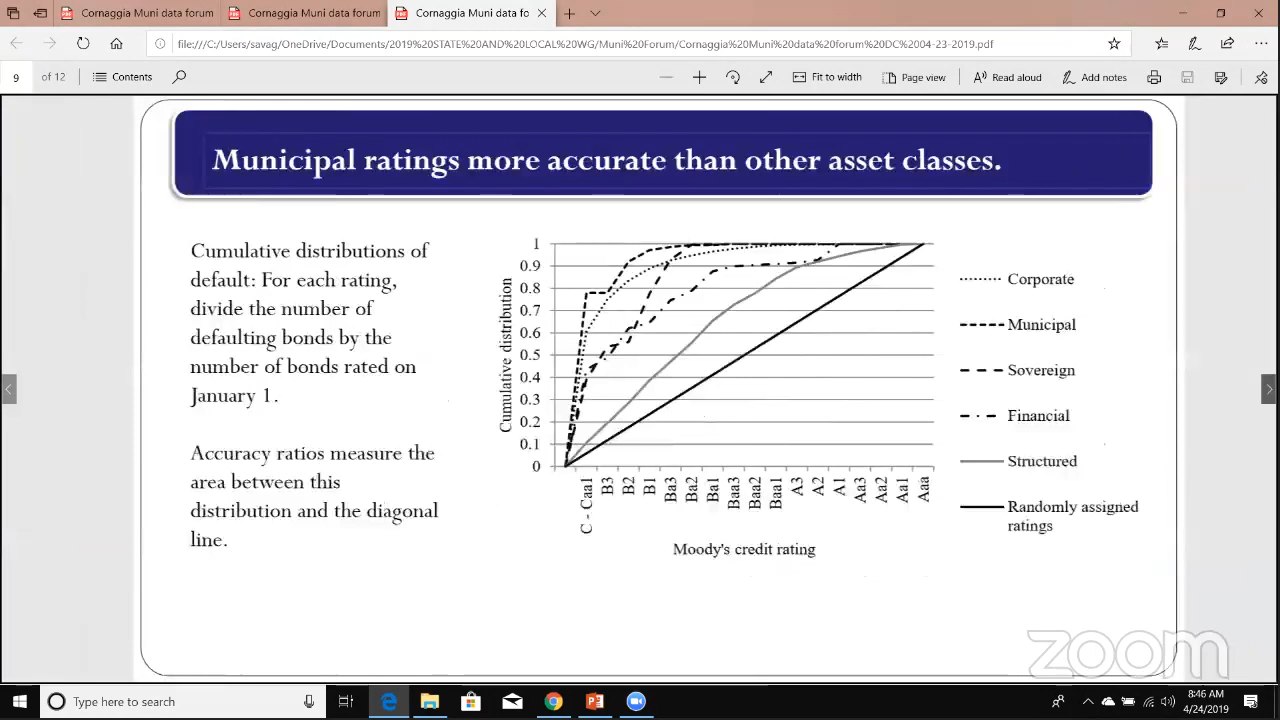 Cornaggia Muni data forum
Cornaggia Muni data forum
Cornaggia Muni data fo
file:///C:/Users/savag/OneDrive/Documents/2019%20STATE%20AND%20LOCAL%20WG/Muni%20Forum/Cornaggia%20Muni%20data%20forum%20DC%2004-23-2019.pdf
9 of 12 Contents Fit to width Page view Read aloud Add notes
Municipal ratings more accurate than other asset classes.
Cumulative distributions of
default: For each rating,
divide the number of
defaulting bonds by the
number of bonds rated on
January 1.
Accuracy ratios measure the
area between this
distribution and the diagonal
line.
Cumulative distribution
1
0.9
0.8
0.7
0.6
0.5
0.4
0.3
0.2
0.1
0
C - Caa1
B3
B2
B1
Ba3
Ba2
Ba1
Baa3
Baa2
Baa1
A3
A2
A1
Aa3
Aa2
Aa1
Aaa
Moody's credit rating
Corporate
Municipal
Sovereign
Financial
Structured
Randomly assigned
ratings
zoom
Type here to search
8:46 AM
4/24/2019